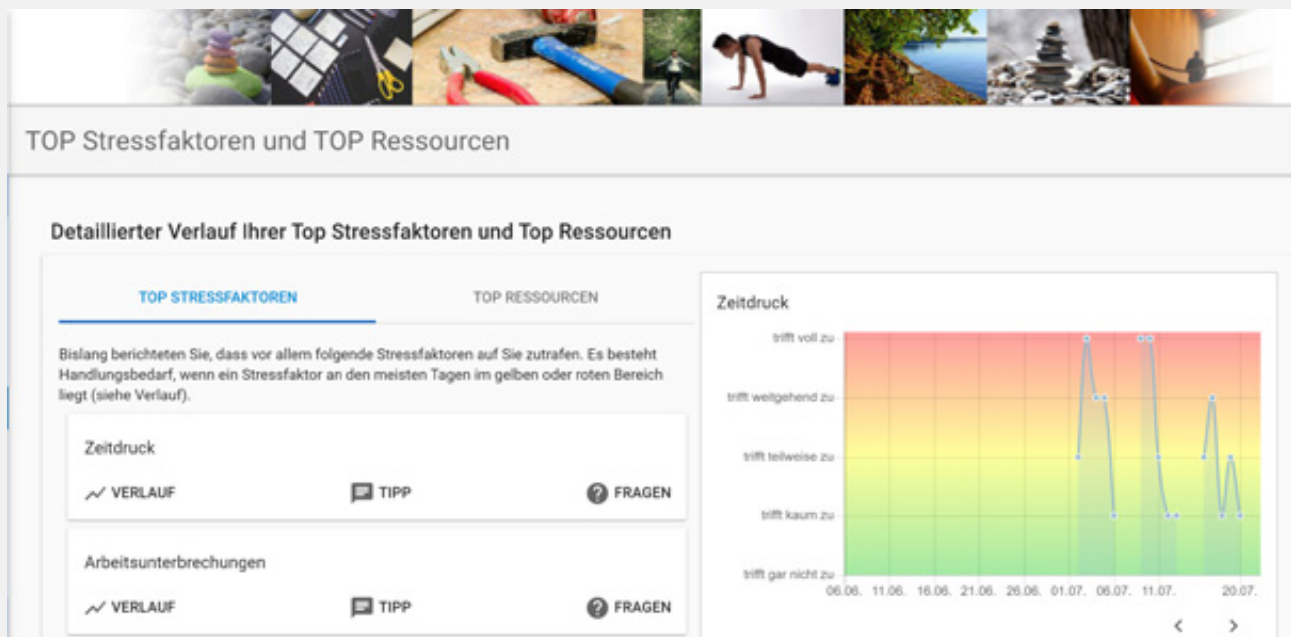 TOP Stressfaktoren und TOP Ressourcen
Detaillierter Verlauf Ihrer Top Stressfaktoren und Top Ressourcen
TOP STRESSFAKTOREN
TOP RESSOURCEN
Bislang berichteten Sie, dass vor allem folgende Stressfaktoren auf Sie zutrafen. Es besteht
Handlungsbedarf, wenn ein Stressfaktor an den meisten Tagen im gelben oder roten Bereich
liegt (siehe Verlauf).
Zeitdruck
VERLAUF
TIPP
FRAGEN
Arbeitsunterbrechungen
VERLAUF
TIPP
FRAGEN
Zeitdruck
trifft voll zu
trifft weitgehend zu
trifft teilweise zu
trifft kaum zu
trifft gar nicht zu
06.06. 11.06. 16.06. 21.06. 26.06. 01.07. 06.07. 11.07. 20.07.